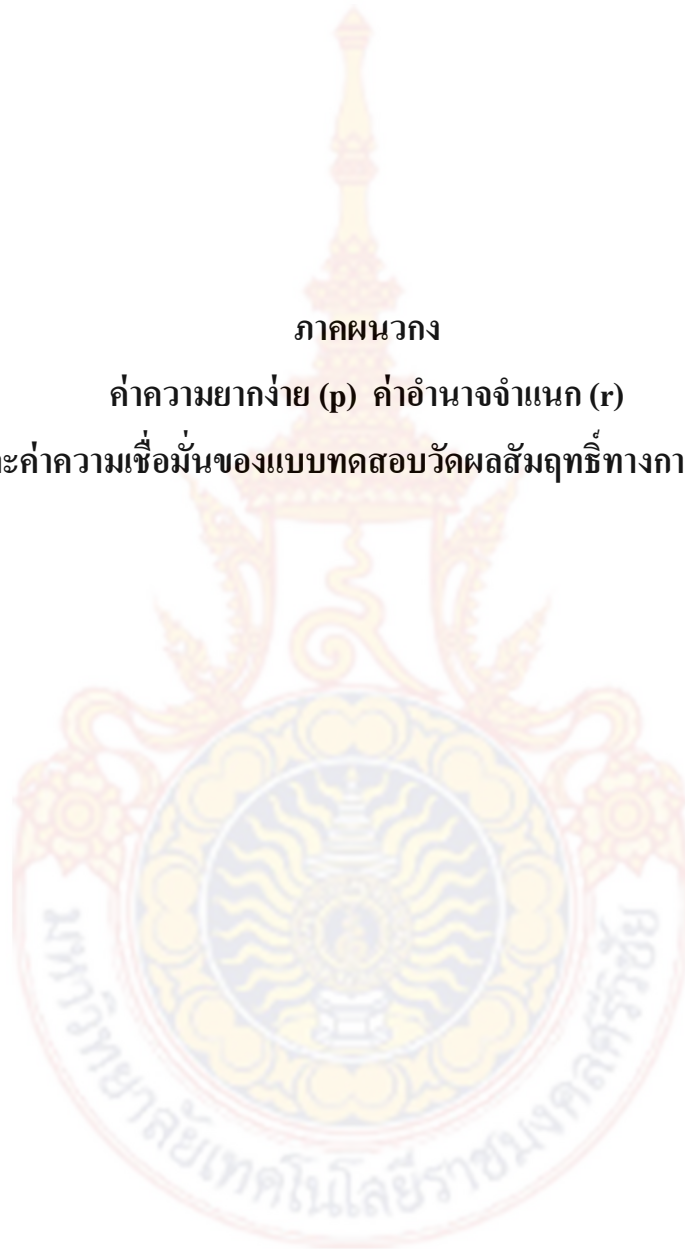 ภาคผนวกง
ค่าความยากง่าย (p) ค่าอำนาจจำแนก (r)
ะค่าความเชื่อมั่นของแบบทดสอบวัดผลสัมฤทธิ์ทางกา
มหาวิทยาลัยเทคโนโลยีราชมงคลศรีวิชัย